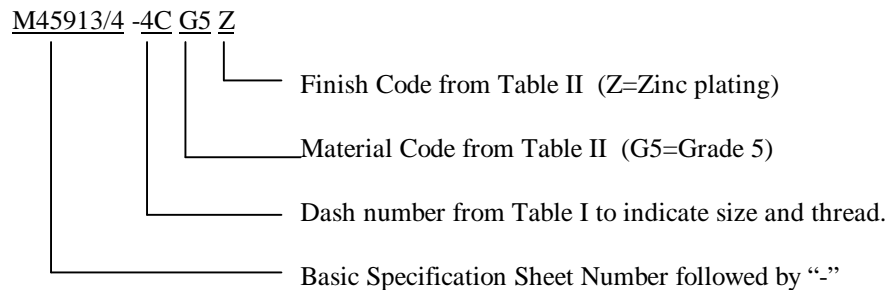 M45913/4 -4C G5 Z
Finish Code from Table II (Z=Zinc plating)
Material Code from Table II (G5=Grade 5)
Dash number from Table I to indicate size and thread.
Basic Specification Sheet Number followed by “-”